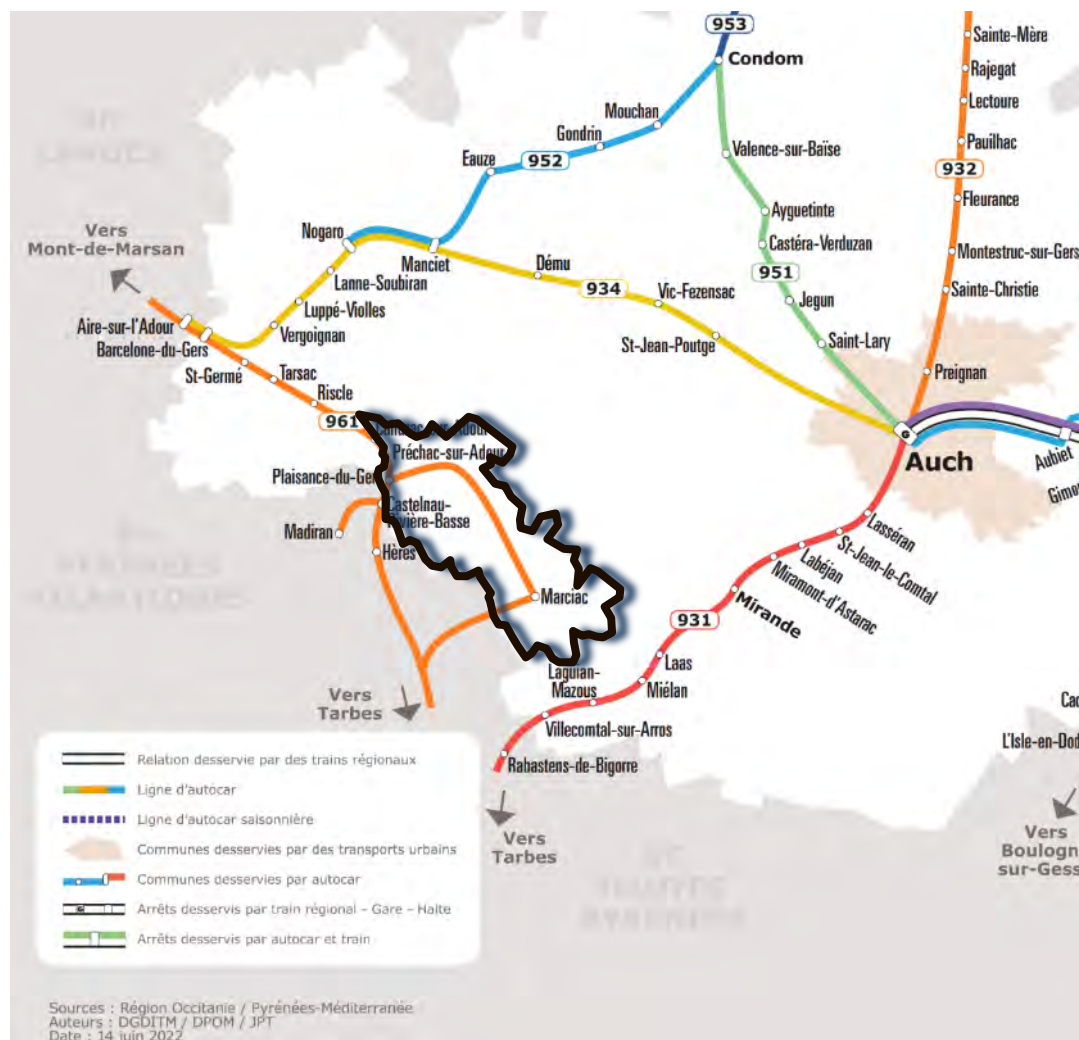 953
Condom
Sainte-Mère
Rajegat
Lectoure
Pauilhac
932
Fleurance
Montestruc-sur-Gers
Sainte-Christie
Preignan
Mouchan
Gondrin
952
Eauze
Valence-sur-Baïse
Ayguetinte
Castéra-Verduzan
951
Jegun
Saint-Lary
Vers
Mont-de-Marsan
Nogaro
Manciet
Lanne-Soubiran
Luppé-Violles
Vergoignan
Dému
934
Vic-Fezensac
St-Jean-Poutge
Aire-sur-l'Adour
Barcelone-du-Gers
St-Germé
Tarsac
Riscle
961
Préchac-sur-Adour
Plaisance-du-Ge
Castelnau-
Rivière-Basse
Madiran
Hères
Marciac
Auch
G
Aubiet
Gimo
Lasséran
St-Jean-le-Comtal
Labéjan
Miramont-d'Astarac
Mirande
931
Laas
Miélan
Laguian-
Mazous
Villecomtal-sur-Arros
Rabastens-de-Bigorre
Vers
Tarbes
Vers
Tarbes
HAUTES
PYRÉNÉES
Cad
L'Isle-en-Dod
Vers
Boulogn
sur-Gess
Relation desservie par des trains régionaux
Ligne d'autocar
Ligne d'autocar saisonnière
Communes desservies par des transports urbains
Communes desservies par autocar
G
Arrêts desservis par train régional - Gare - Halte
Arrêts desservis par autocar et train
Sources : Région Occitanie / Pyrénées-Méditerranée
Auteurs : DGDITM / DPOM / JPT
Date : 14 juin 2022